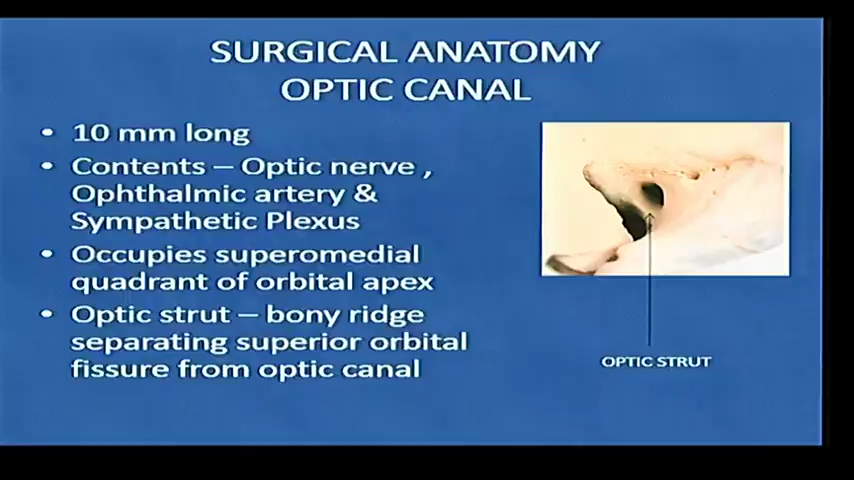 SURGICAL ANATOMY
OPTIC CANAL
• 10 mm long
• Contents – Optic nerve ,
Ophthalmic artery &
Sympathetic Plexus
• Occupies superomedial
quadrant of orbital apex
• Optic strut – bony ridge
separating superior orbital
fissure from optic canal
OPTIC STRUT